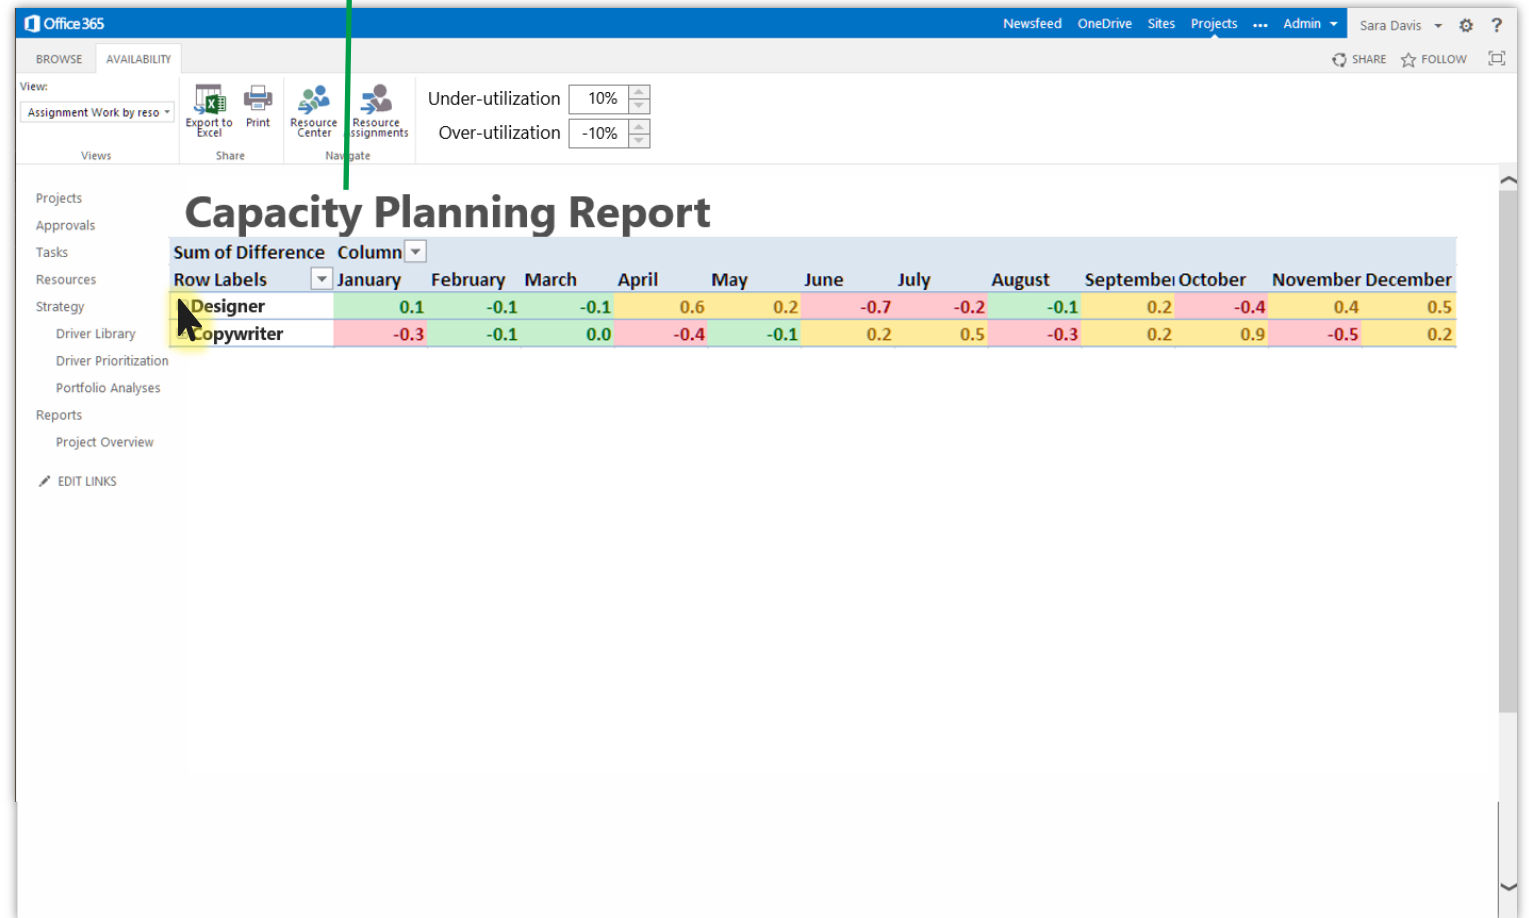 Office 365
Newsfeed OneDrive Sites Projects ••• Admin Sara Davis ?
BROWSE AVAILABILITY
SHARE FOLLOW
View:
Assignment Work by reso
Export to Excel
Print
Resource Center
Resource Assignments
Under-utilization 10%
Over-utilization -10%
Views Share Navigate
Projects
Approvals
Tasks
Resources
Strategy
Driver Library
Driver Prioritization
Portfolio Analyses
Reports
Project Overview
EDIT LINKS
Capacity Planning Report
Sum of Difference Column
Row Labels January February March April May June July August September October November December
Designer 0.1 -0.1 -0.1 0.6 0.2 -0.7 -0.2 -0.1 0.2 -0.4 0.4 0.5
Copywriter -0.3 -0.1 0.0 -0.4 -0.1 0.2 0.5 -0.3 0.2 0.9 -0.5 0.2